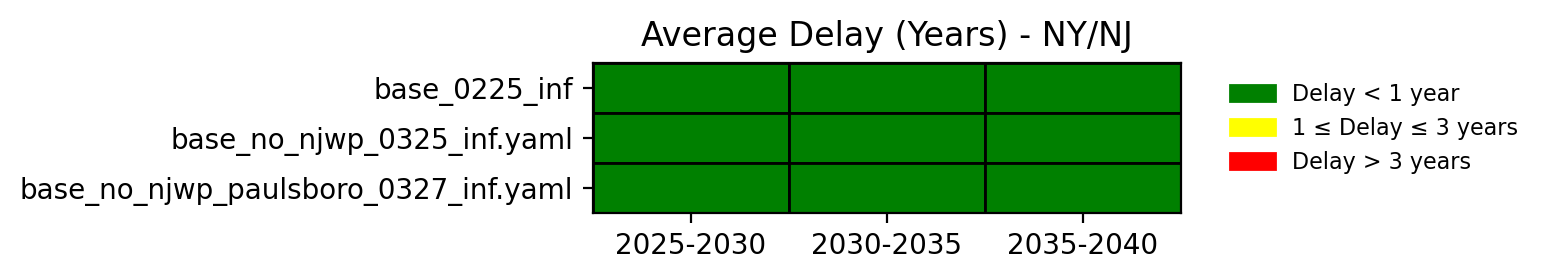 Average Delay (Years) - NY/NJ
base_0225_inf
base_no_njwp_0325_inf.yaml
base_no_njwp_paulsboro_0327_inf.yaml
2025-2030 2030-2035 2035-2040
Delay < 1 year
1 ≤ Delay ≤ 3 years
Delay > 3 years